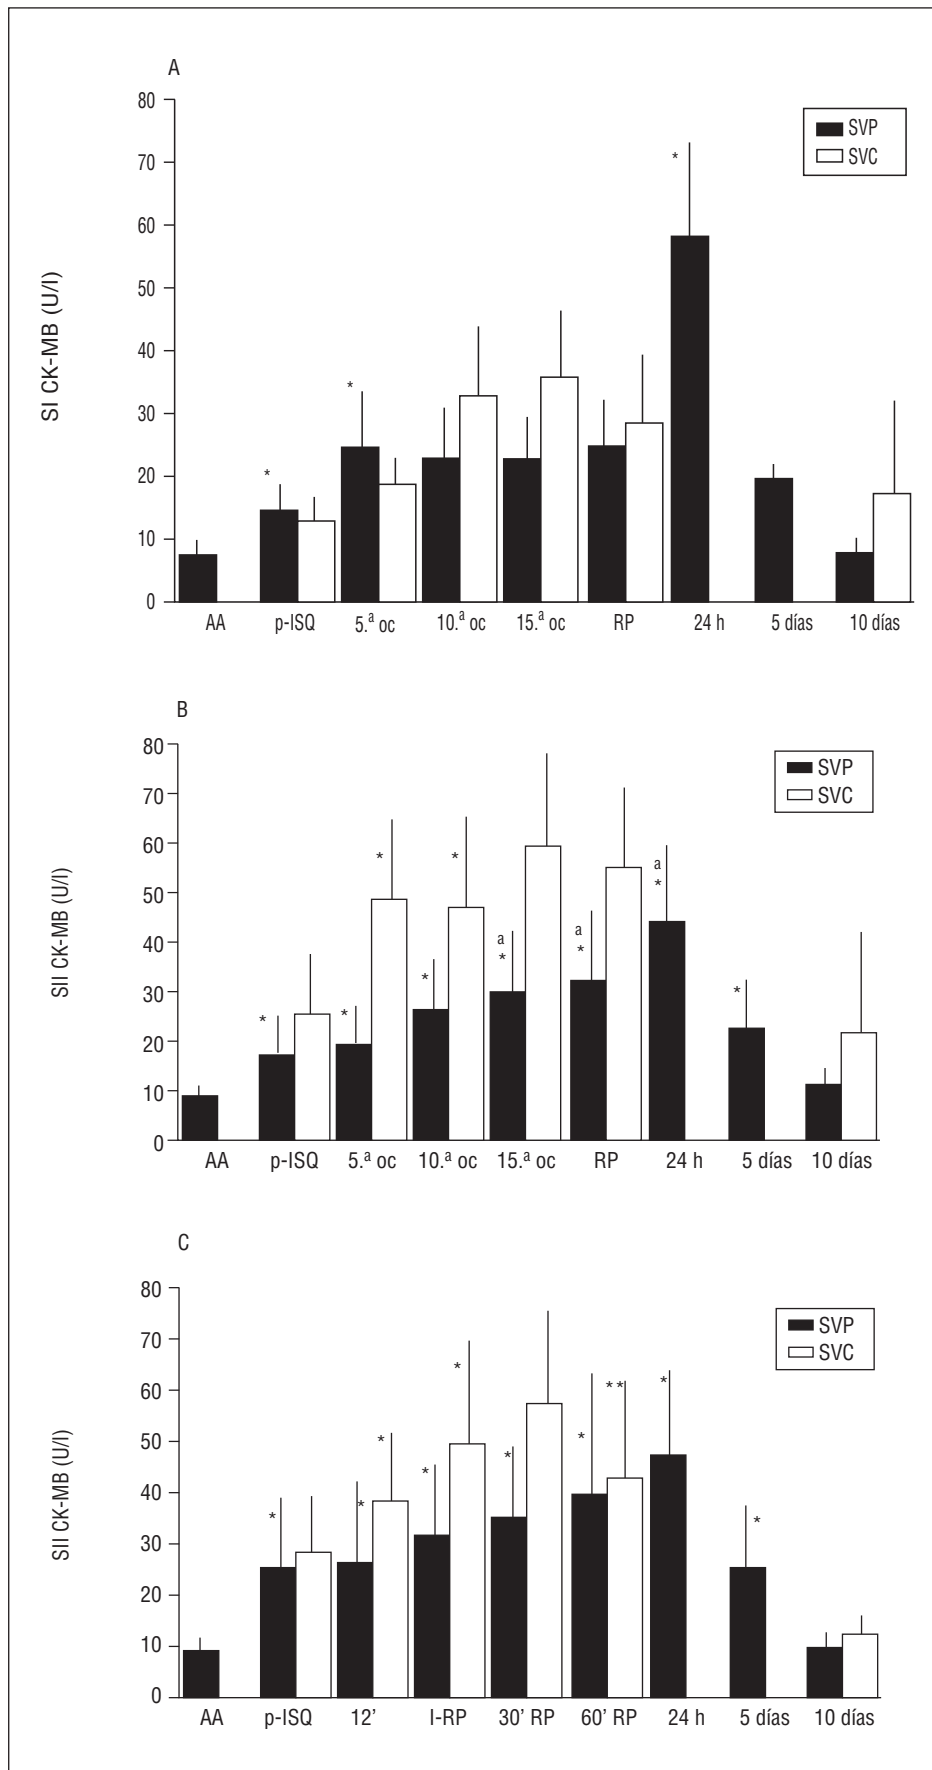 A
80
70
60
50
40
30
20
10
0
SI CK-MB (U/l)
SVP
SVC
*
*
*
AA p-ISQ 5.ª oc 10.ª oc 15.ª oc RP 24 h 5 días 10 días
B
80
70
60
50
40
30
20
10
0
SII CK-MB (U/l)
SVP
SVC
* * * * * a * a * a * *
AA p-ISQ 5.ª oc 10.ª oc 15.ª oc RP 24 h 5 días 10 días
C
80
70
60
50
40
30
20
10
0
SII CK-MB (U/l)
SVP
SVC
* * * * * * * ** * *
AA p-ISQ 12’ I-RP 30’ RP 60’ RP 24 h 5 días 10 días